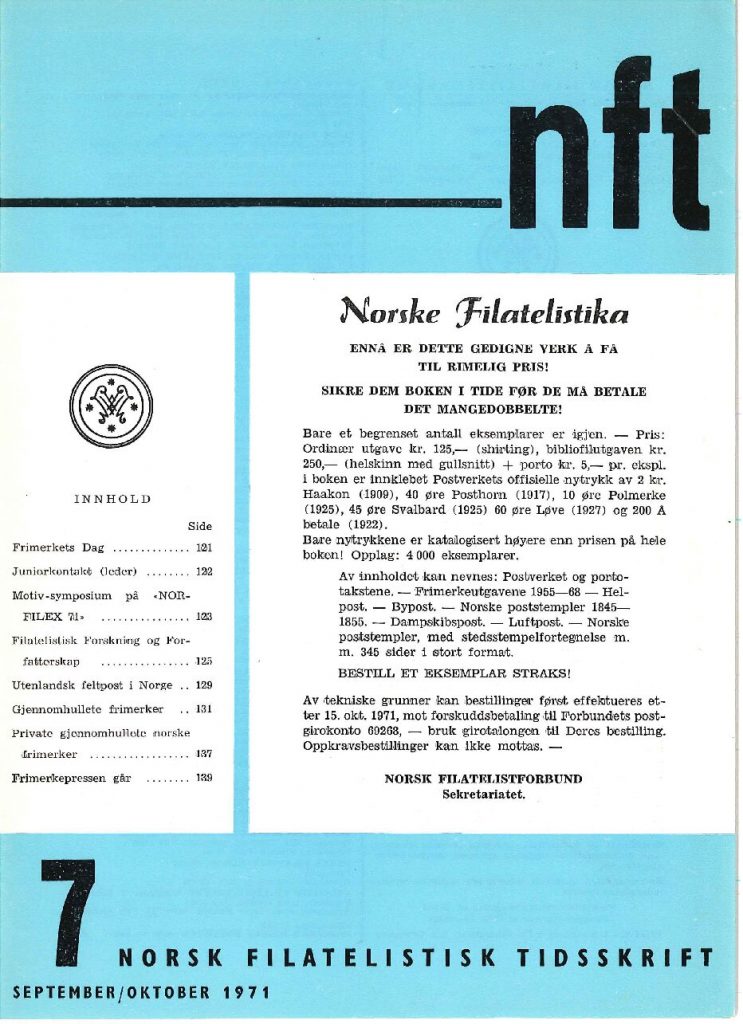 nft
INNHOLD
Side
Frimerkets Dag .............. 121
Juniorkontakt (leder) ........ 122
Motiv-symposium på «NOR-
FILEX 71» ................. 123
Filatelistisk Forskning og For-
fatterskap ................ 125
Utenlandsk feltpost i Norge .. 129
Gjennomhullete frimerker .. 131
Private gjennomhullete norske
frimerker .................. 137
Frimerkepressen går ........ 139
Norske Filatelistika
ENNÅ ER DETTE GEDIGNE VERK Å FÅ
TIL RIMELIG PRIS!
SIKRE DEM BOKEN I TIDE FØR DE MÅ BETALE
DET MANGEDOBBELTE!
Bare et begrenset antall eksemplarer er igjen. — Pris:
Ordinær utgave kr. 125,— (shirting), bibliofilutgaven kr.
250,— (helskinn med gullsnitt) + porto kr. 5,— pr. ekspl.
i boken er innklebet Postverkets offisielle nytrykk av 2 kr.
Haakon (1909), 40 øre Posthorn (1917), 10 øre Polmerke
(1925), 45 øre Svalbard (1925) 60 øre Løve (1927) og 200 Å
betale (1922).
Bare nytrykkene er katalogisert høyere enn prisen på hele
boken! Opplag: 4 000 eksemplarer.
Av innholdet kan nevnes: Postverket og porto-
takstene. — Frimerkeutgavene 1955—68 — Hel-
post. — Bypost. — Norske poststempler 1845—
1855. — Dampskibspost. — Luftpost. — Norske
poststempler, med stedsstempelfortegnelse m.
m. 345 sider i stort format.
BESTILL ET EKSEMPLAR STRAKS!
Av tekniske grunner kan bestillinger først effektueres et-
ter 15. okt. 1971, mot forskuddsbetaling til Forbundets post-
girokonto 69263, — bruk girotalongen til Deres bestilling.
Oppkravsbestillinger kan ikke mottas. —
NORSK FILATELISTFORBUND
Sekretariatet.
7 NORSK FILATELISTISK TIDSSKRIFT
SEPTEMBER/OKTOBER 1971